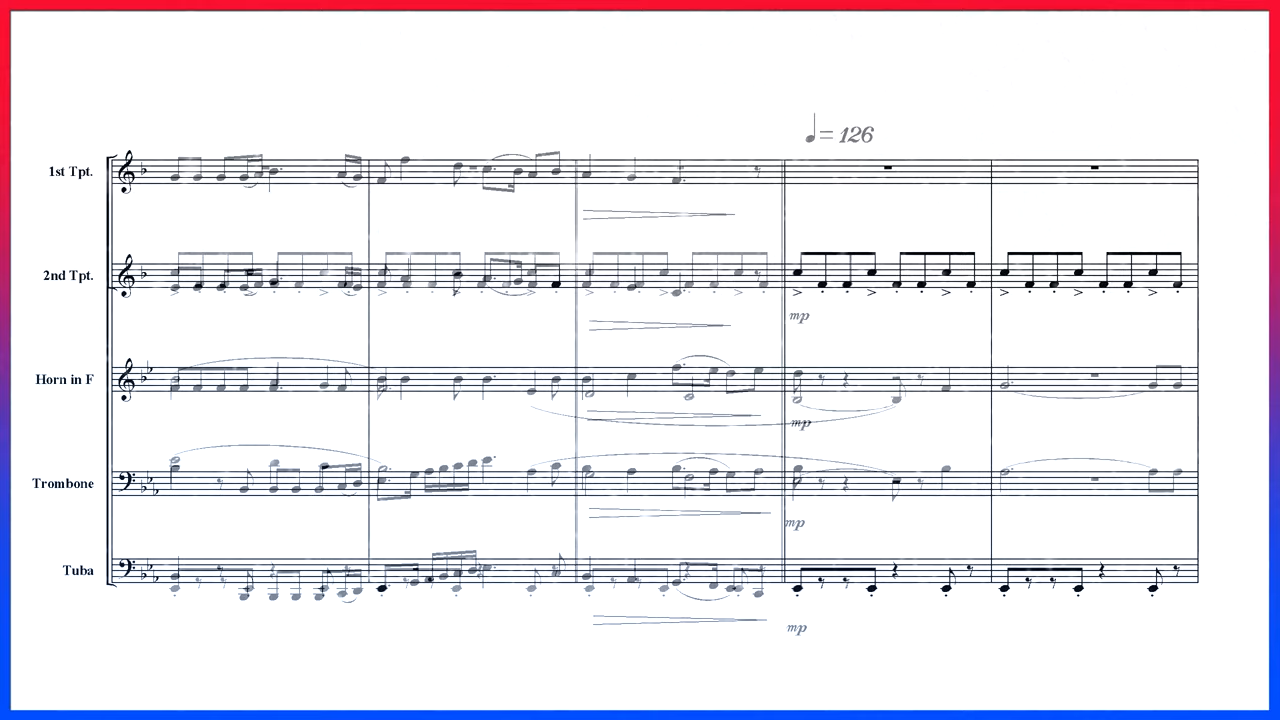 = 126
1st Tpt.
2nd Tpt.
mp
Horn in F
mp
Trombone
mp
Tuba
mp